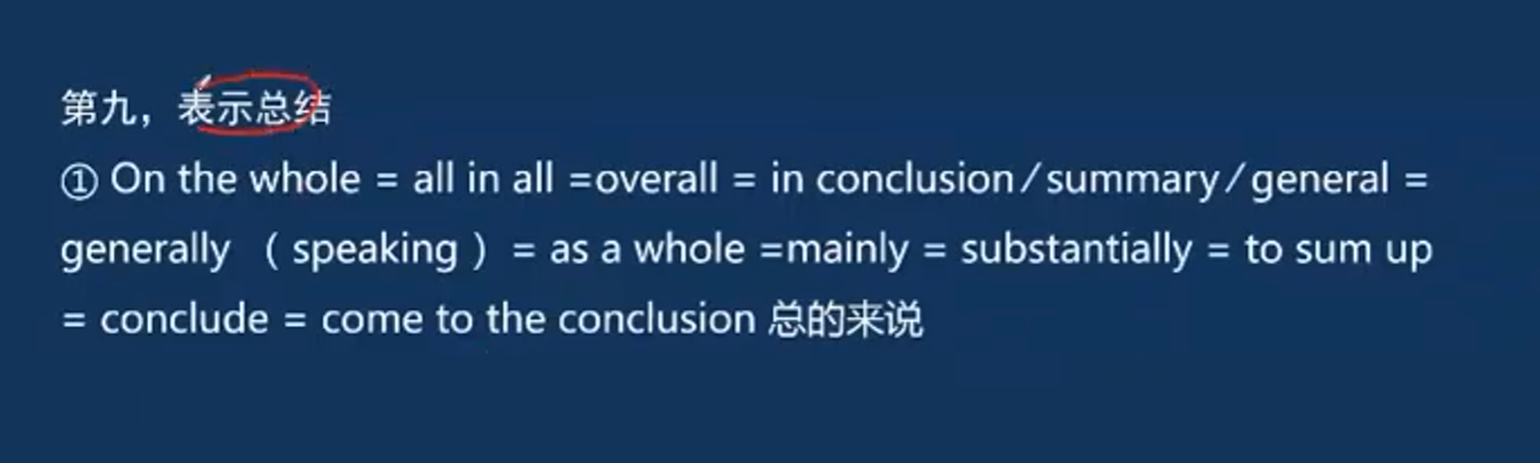 第九，表示总结
① On the whole = all in all =overall = in conclusion/summary/general =
generally （ speaking ） = as a whole =mainly = substantially = to sum up
= conclude = come to the conclusion 总的来说